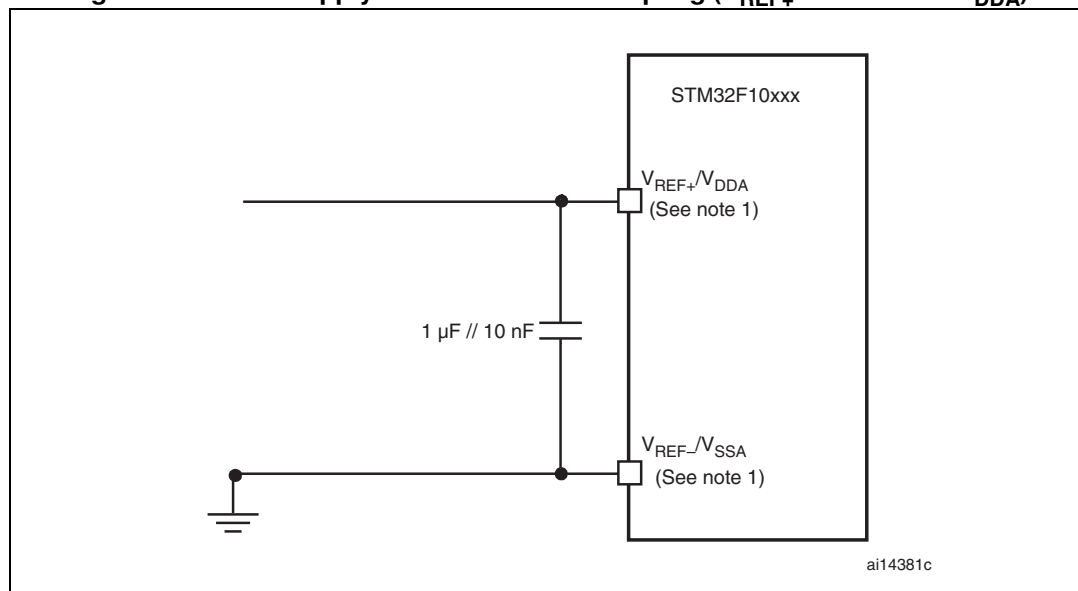 STM32F10xxx
VREF+/VDDA
(See note 1)
1 µF // 10 nF
VREF–/VSSA
(See note 1)
ai14381c